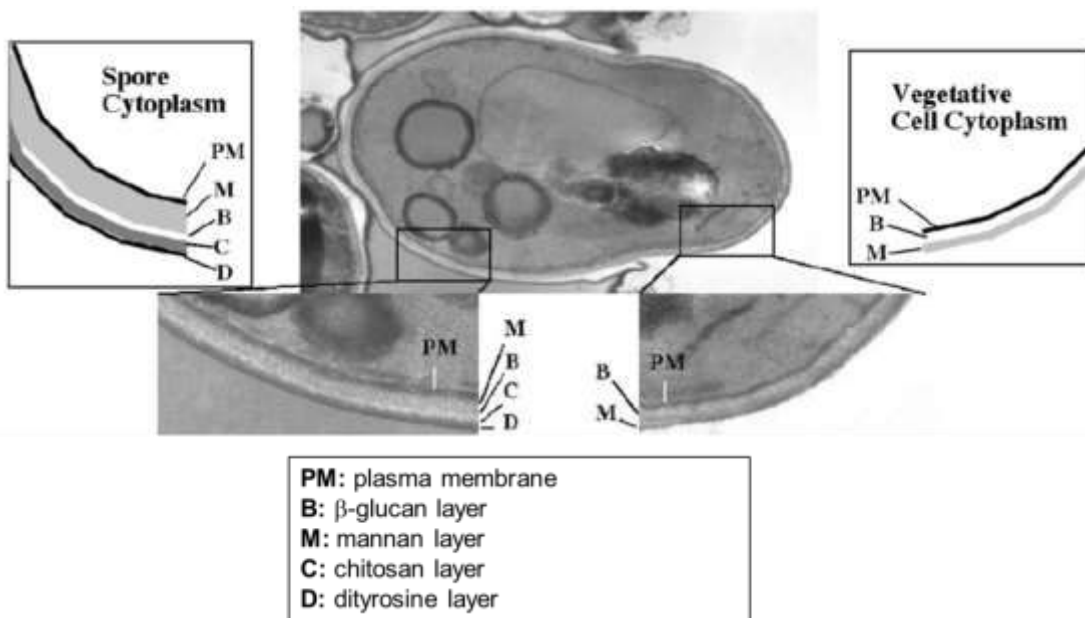 Spore
Cytoplasm
PM
M
B
C
D
Vegetative
Cell Cytoplasm
PM
B
M
PM
M
B
C
D
B
M
PM
PM: plasma membrane
B: β-glucan layer
M: mannan layer
C: chitosan layer
D: dityrosine layer